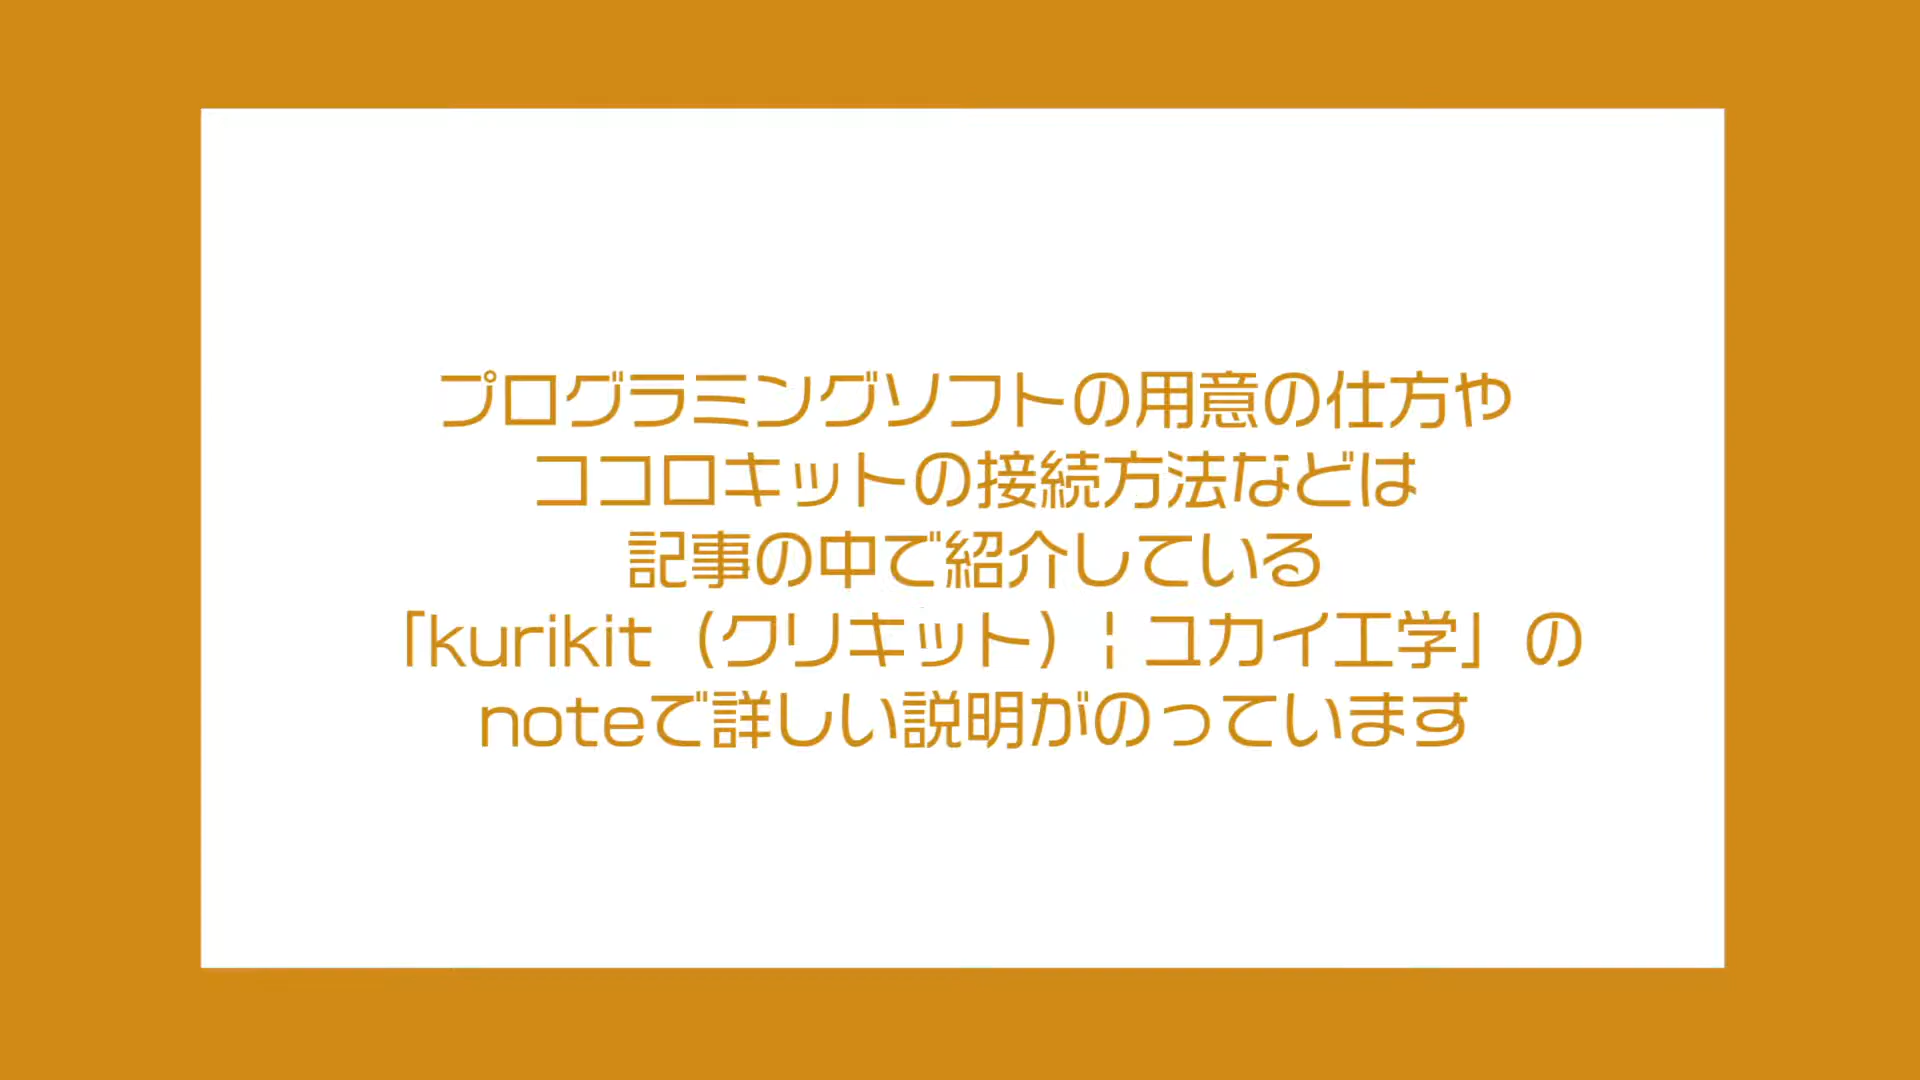 プログラミングソフトの用意の仕方や
ココロキットの接続方法などは
記事の中で紹介している
「kurikit（クリキット）¦ ユカイ工学」の
noteで詳しい説明がのっています